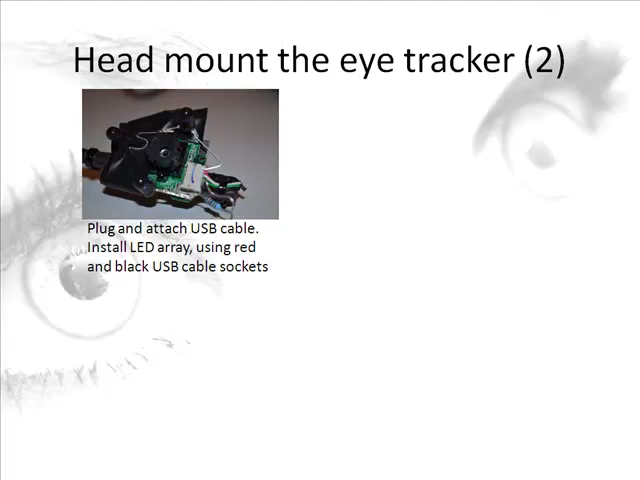 Head mount the eye tracker (2)
Plug and attach USB cable.
Install LED array, using red
and black USB cable sockets